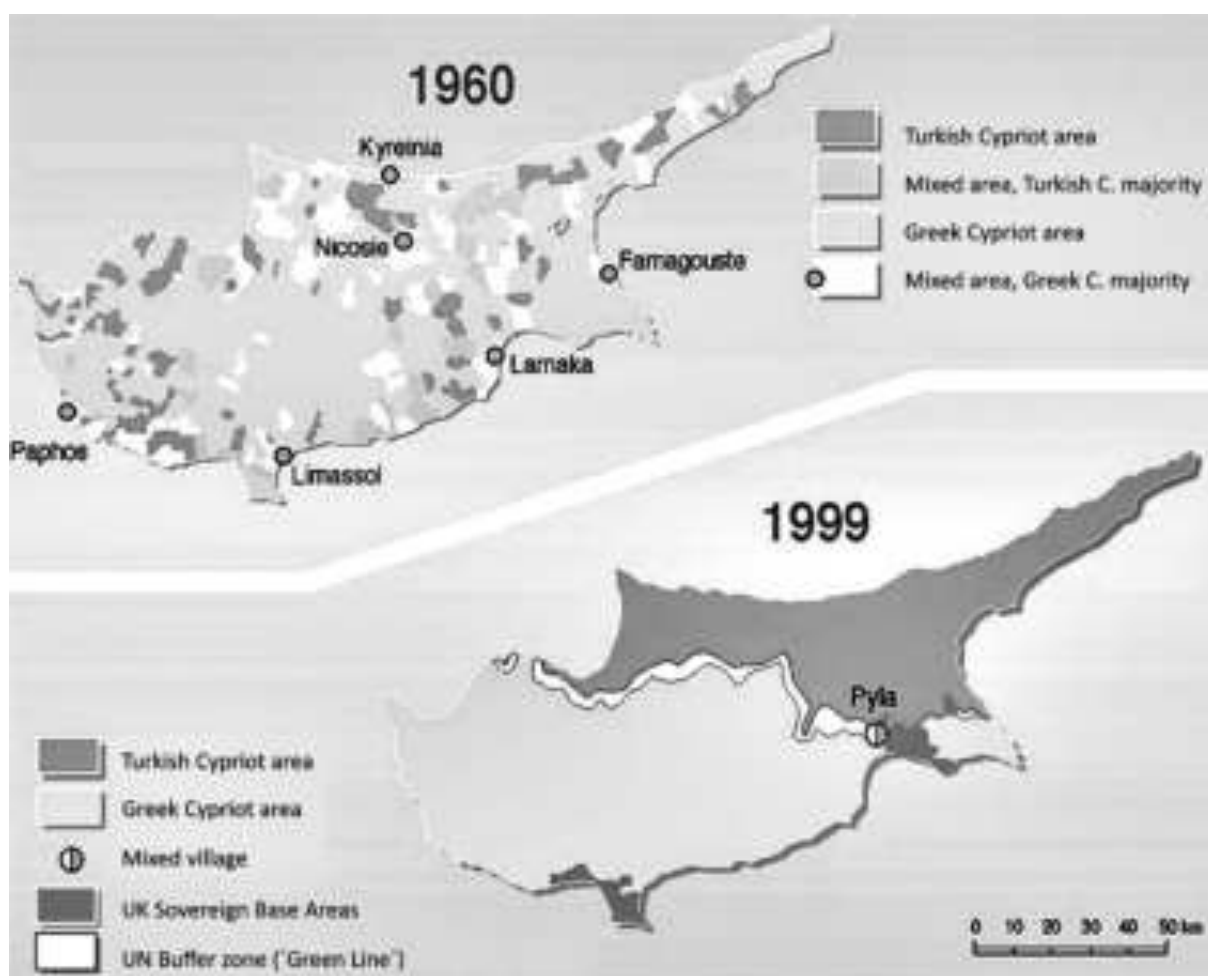 1960
Kyreinia
Nicosie
Famagouste
Larnaka
Paphos
Limassol
Turkish Cypriot area
Mixed area, Turkish C. majority
Greek Cypriot area
Mixed area, Greek C. majority
1999
Pyla
Turkish Cypriot area
Greek Cypriot area
Mixed village
UK Sovereign Base Areas
UN Buffer zone (´Green Line´)
0 10 20 30 40 50 km